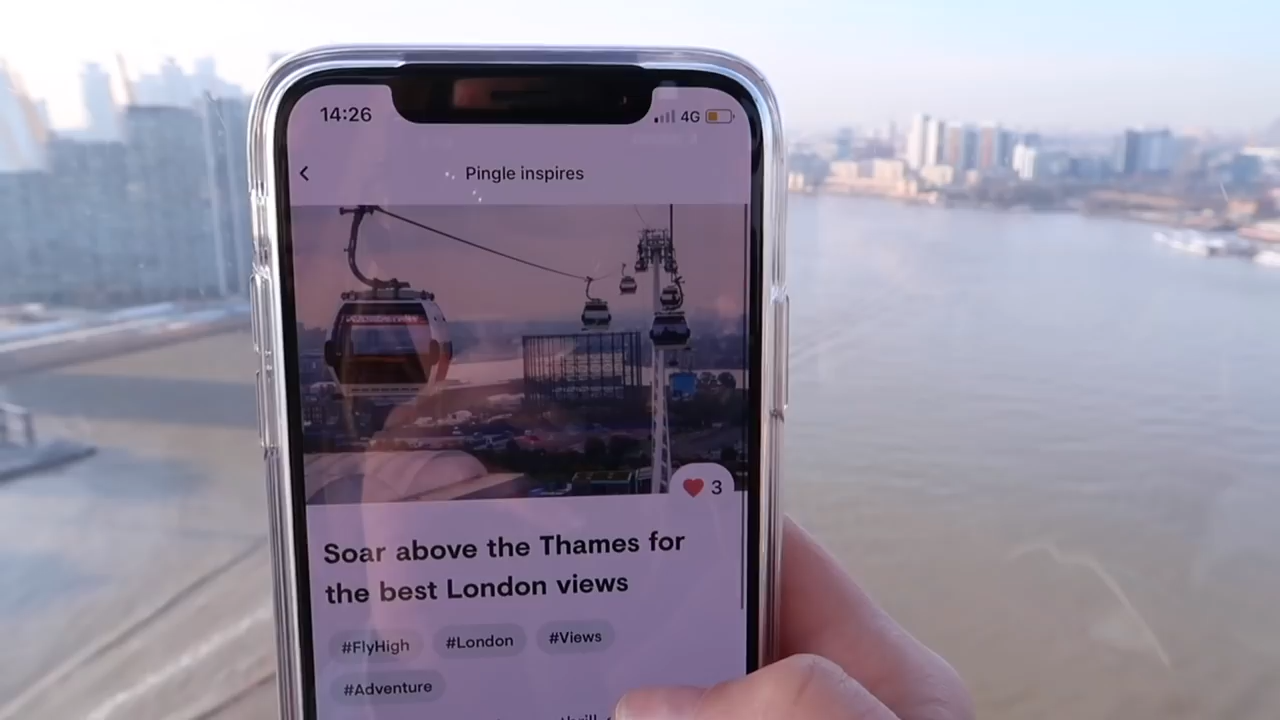 14:26
4G
Pingle inspires
3
Soar above the Thames for
the best London views
#FlyHigh #London #Views
#Adventure
thrill